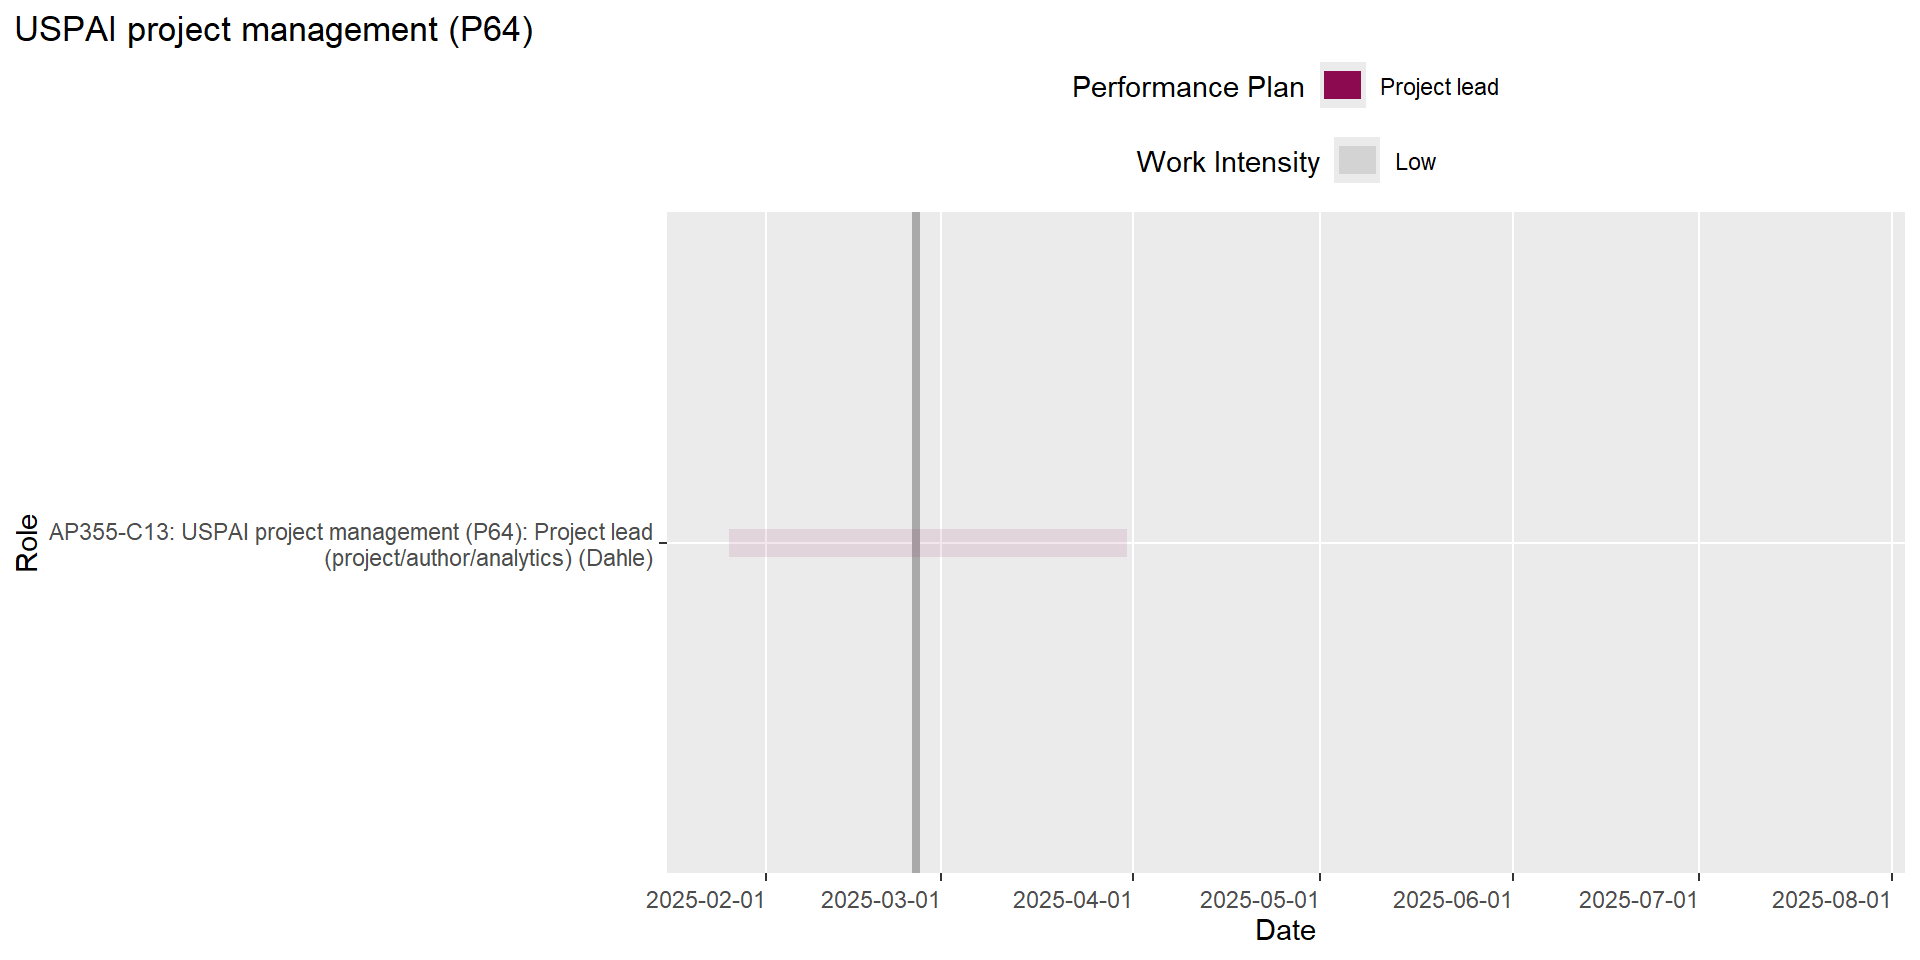 USPAI project management (P64)
Performance Plan
Project lead
Work Intensity
Low
Role
AP355-C13: USPAI project management (P64): Project lead
(project/author/analytics) (Dahle)
2025-02-01
2025-03-01
2025-04-01
2025-05-01
2025-06-01
2025-07-01
2025-08-01
Date